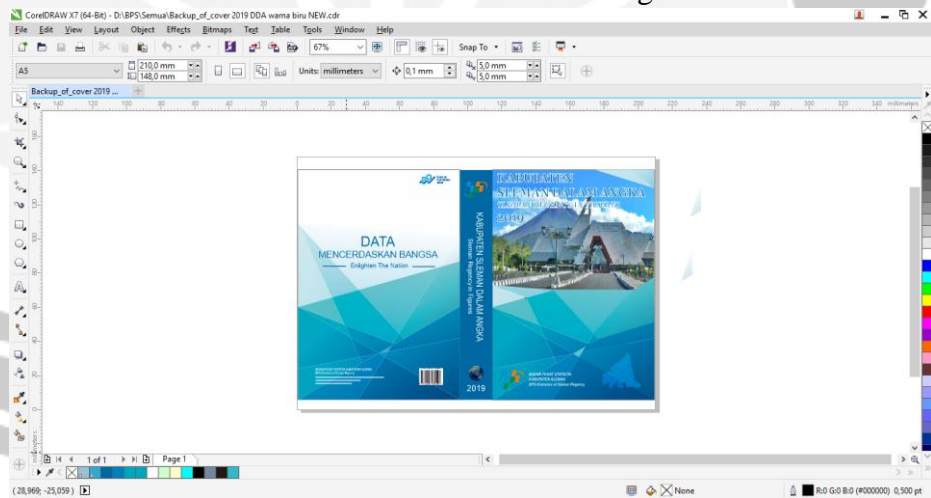 CorelDRAW X7 (64-Bit) - D:\BPS\Semua\Backup_of_cover 2019 DDA warna biru NEW.cdr
File Edit View Layout Object Effects Bitmaps Text Table Tools Window Help
67% Snap To
A5 210,0 mm 148,0 mm Units: millimeters 0,1 mm 5,0 mm 5,0 mm
Backup_of_cover 2019 ...
millimeters
DATA
MENCERDASKAN BANGSA
Enlighten The Nation
KABUPATEN SLEMAN DALAM ANGKA
Sleman Regency in Figures
2019
KABUPATEN
SLEMAN DALAM ANGKA
2019
BADAN PUSAT STATISTIK
KABUPATEN SLEMAN
1 of 1 Page 1
(28,969; -25,059) None R:0 G:0 B:0 (#000000) 0,500 pt